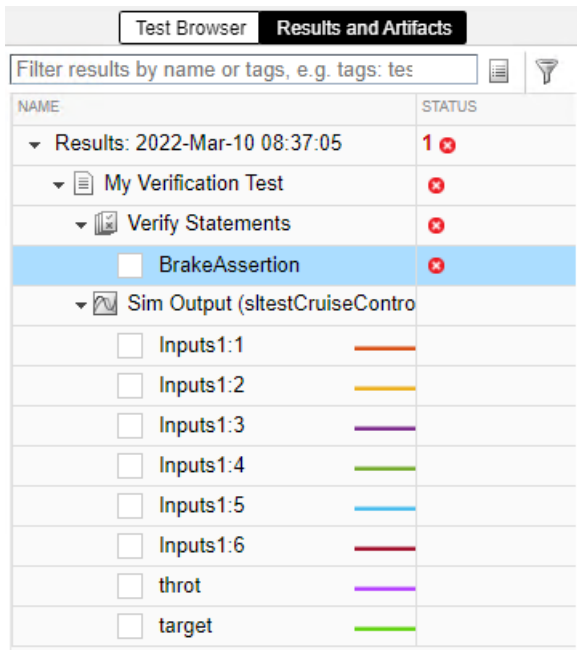 Test Browser Results and Artifacts
Filter results by name or tags, e.g. tags: tes
NAME STATUS
Results: 2022-Mar-10 08:37:05 1
My Verification Test
Verify Statements
BrakeAssertion
Sim Output (sltestCruiseContro
Inputs1:1
Inputs1:2
Inputs1:3
Inputs1:4
Inputs1:5
Inputs1:6
throt
target